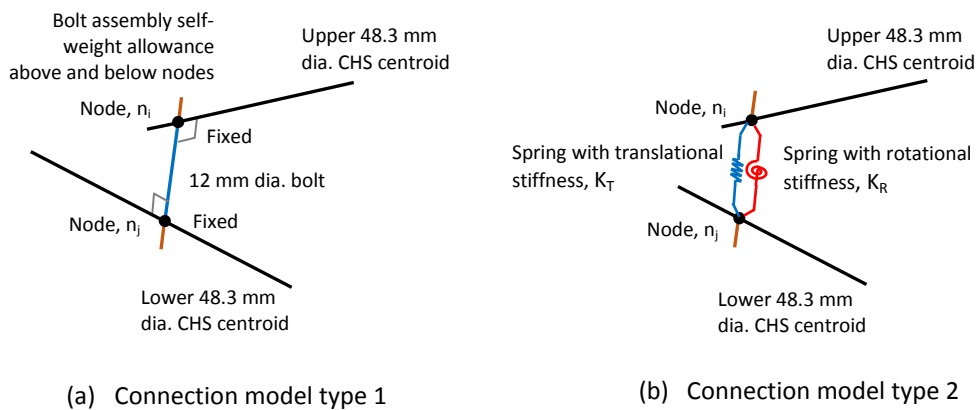 Bolt assembly self-
weight allowance
above and below nodes
Upper 48.3 mm
dia. CHS centroid
Node, nᵢ
Fixed
12 mm dia. bolt
Node, nⱼ
Fixed
Lower 48.3 mm
dia. CHS centroid
(a) Connection model type 1
Upper 48.3 mm
dia. CHS centroid
Node, nᵢ
Spring with translational
stiffness, K_T
Spring with rotational
stiffness, K_R
Node, nⱼ
Lower 48.3 mm
dia. CHS centroid
(b) Connection model type 2